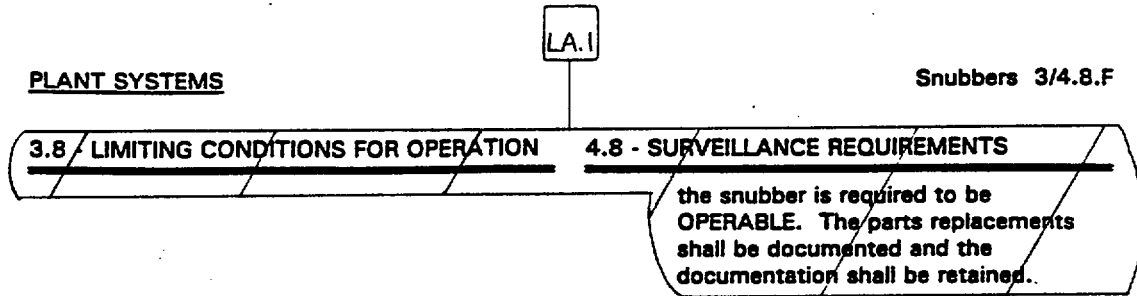 LA.1
PLANT SYSTEMS Snubbers 3/4.8.F
3.8 - LIMITING CONDITIONS FOR OPERATION 4.8 - SURVEILLANCE REQUIREMENTS
the snubber is required to be
OPERABLE. The parts replacements
shall be documented and the
documentation shall be retained.